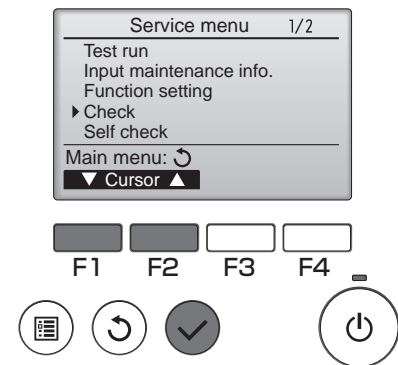 Service menu 1/2
Test run
Input maintenance info.
Function setting
Check
Self check
Main menu:
Cursor
F1 F2 F3 F4